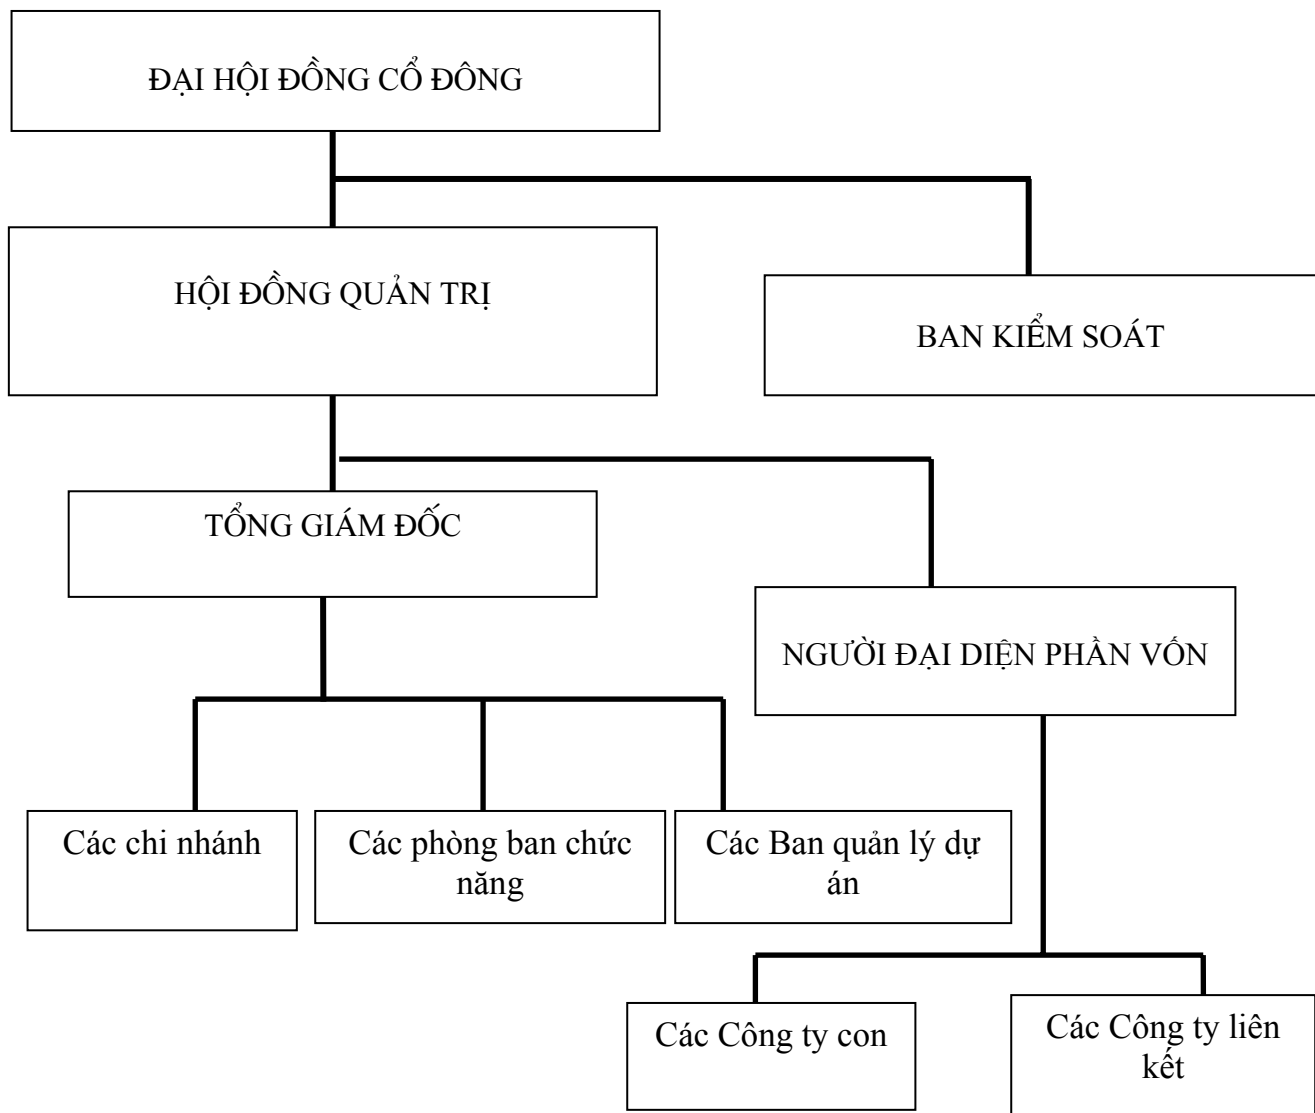 ĐẠI HỘI ĐỒNG CỔ ĐÔNG
HỘI ĐỒNG QUẢN TRỊ
BAN KIỂM SOÁT
TỔNG GIÁM ĐỐC
NGƯỜI ĐẠI DIỆN PHẦN VỐN
Các chi nhánh
Các phòng ban chức
năng
Các Ban quản lý dự
án
Các Công ty con
Các Công ty liên
kết